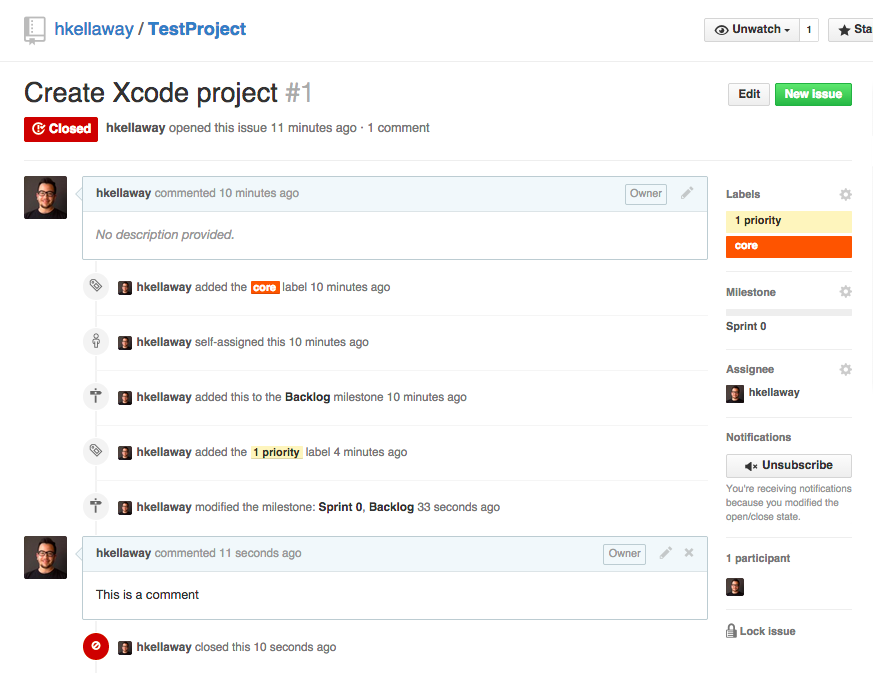 hkellaway / TestProject
Unwatch 1 Sta
Create Xcode project #1
Edit New issue
Closed hkellaway opened this issue 11 minutes ago · 1 comment
hkellaway commented 10 minutes ago Owner
No description provided.
hkellaway added the core label 10 minutes ago
hkellaway self-assigned this 10 minutes ago
hkellaway added this to the Backlog milestone 10 minutes ago
hkellaway added the 1 priority label 4 minutes ago
hkellaway modified the milestone: Sprint 0, Backlog 33 seconds ago
hkellaway commented 11 seconds ago Owner
This is a comment
hkellaway closed this 10 seconds ago
Labels
1 priority
core
Milestone
Sprint 0
Assignee
hkellaway
Notifications
Unsubscribe
You're receiving notifications
because you modified the
open/close state.
1 participant
Lock issue